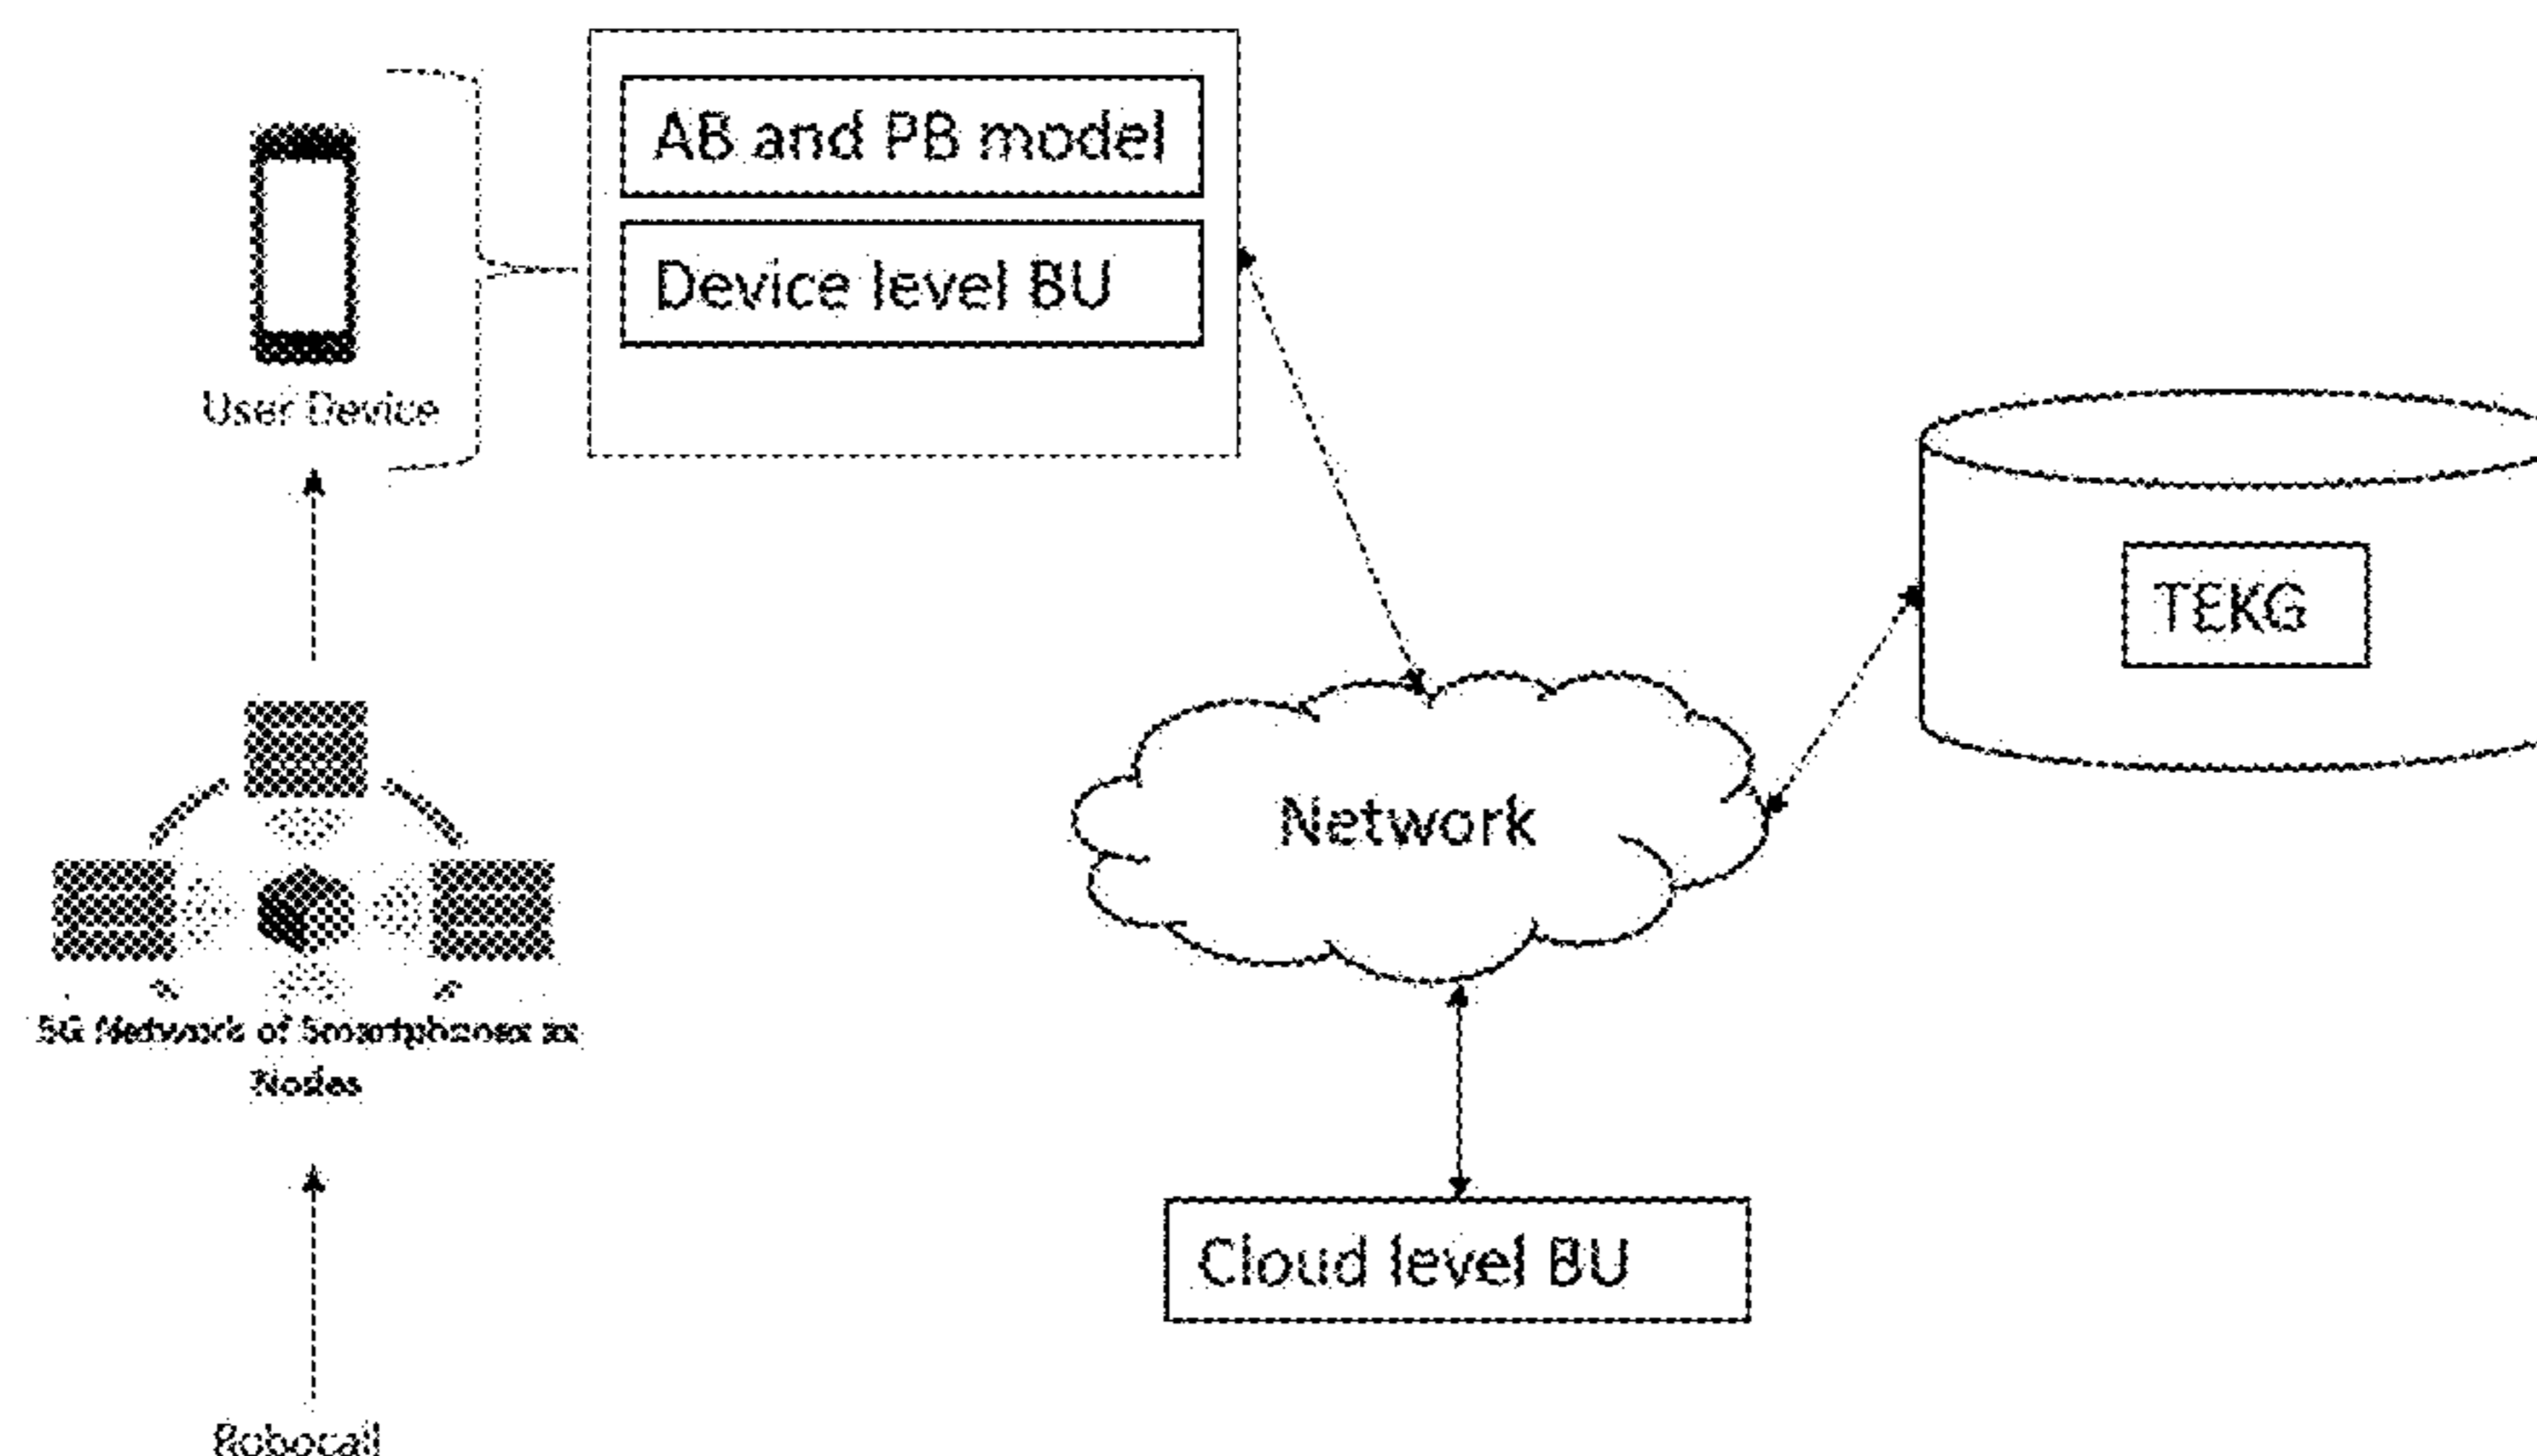 AB and PB model
Device level BU
User Device
TEKG
Network
5G Network of Smartphones as
Nodes
Cloud level BU
Robocall